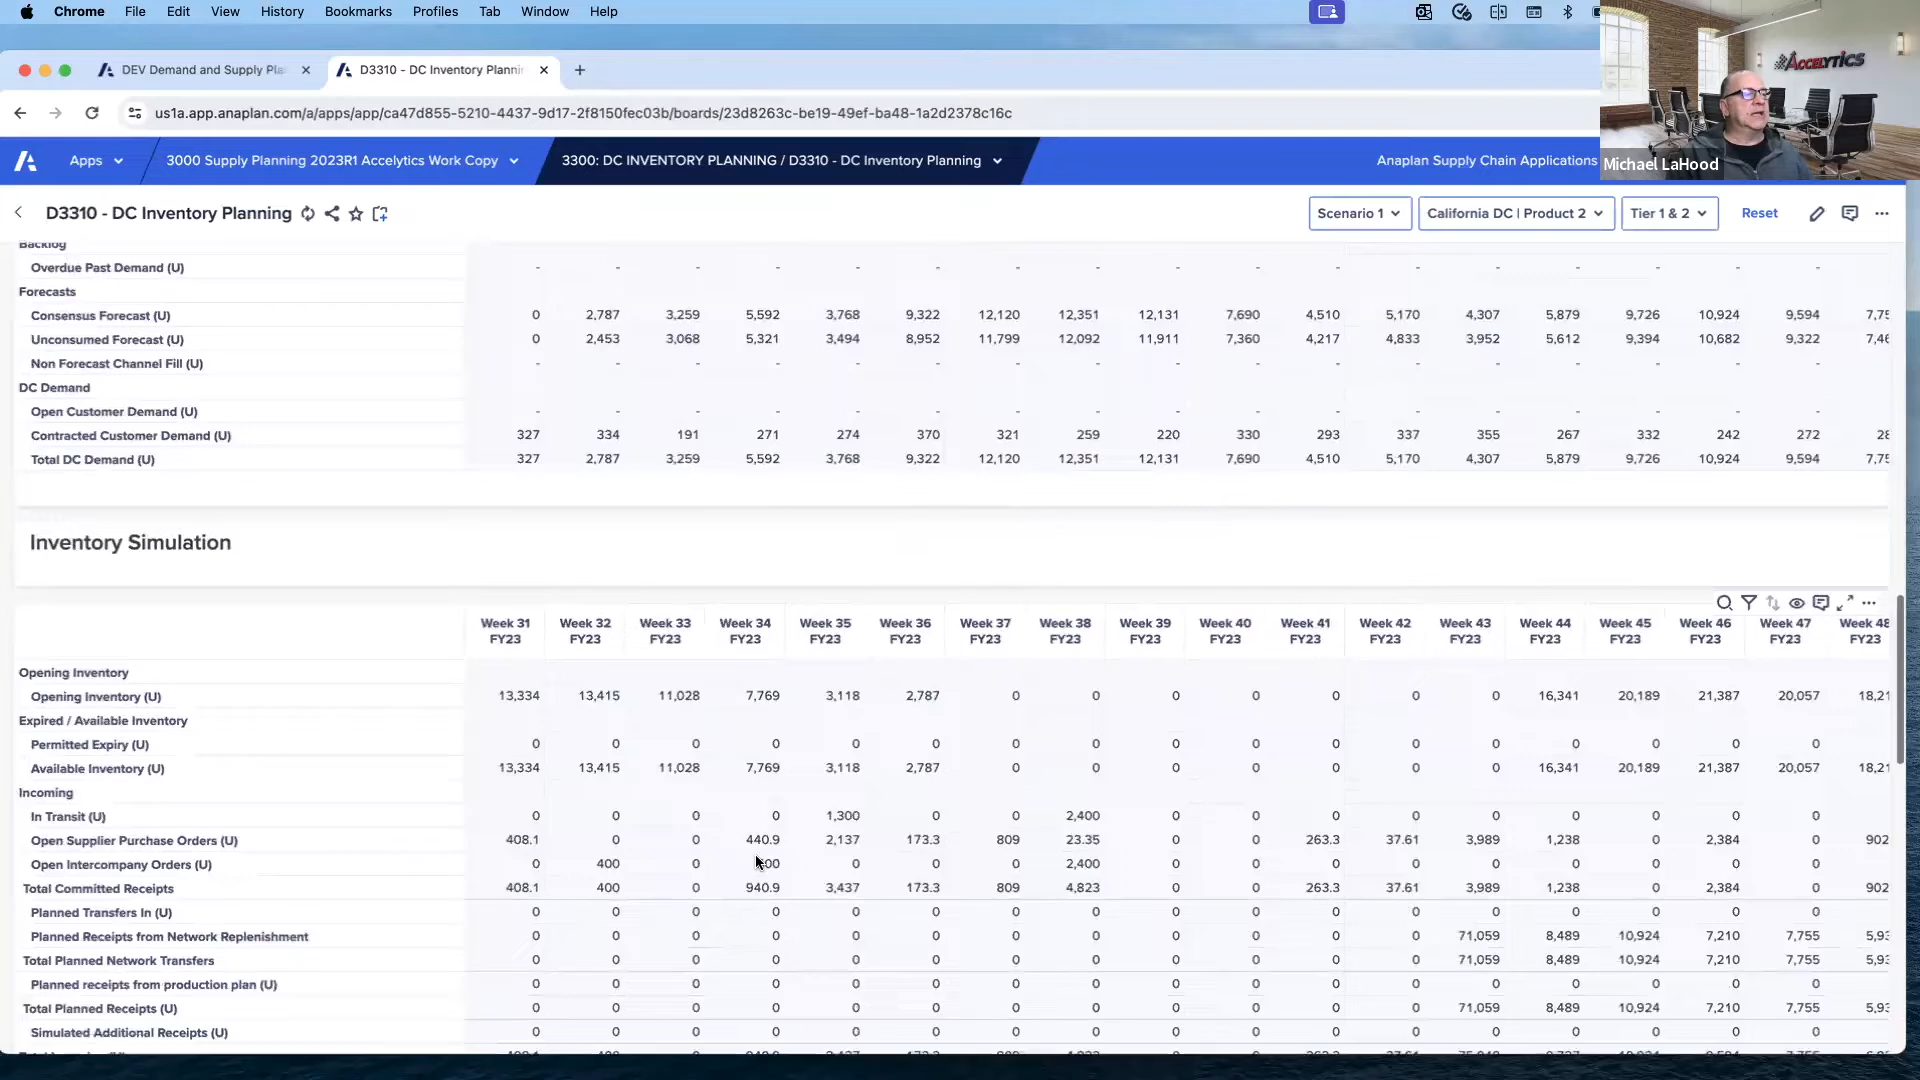 Chrome File Edit View History Bookmarks Profiles Tab Window Help
DEV Demand and Supply Pla
D3310 - DC Inventory Plannin
us1a.app.anaplan.com/a/apps/app/ca47d855-5210-4437-9d17-2f8150fec03b/boards/23d8263c-be19-49ef-ba48-1a2d2378c16c
ACCELYTICS
Michael LaHood
Apps 3000 Supply Planning 2023R1 Accelytics Work Copy 3300: DC INVENTORY PLANNING / D3310 - DC Inventory Planning Anaplan Supply Chain Applications
D3310 - DC Inventory Planning Scenario 1 California DC | Product 2 Tier 1 & 2 Reset
Backlog
Overdue Past Demand (U) - - - - - - - - - - - - - - - - -
Forecasts
Consensus Forecast (U) 0 2,787 3,259 5,592 3,768 9,322 12,120 12,351 12,131 7,690 4,510 5,170 4,307 5,879 9,726 10,924 9,594 7,75
Unconsumed Forecast (U) 0 2,453 3,068 5,321 3,494 8,952 11,799 12,092 11,911 7,360 4,217 4,833 3,952 5,612 9,394 10,682 9,322 7,46
Non Forecast Channel Fill (U) - - - - - - - - - - - - - - - - -
DC Demand
Open Customer Demand (U) - - - - - - - - - - - - - - - - -
Contracted Customer Demand (U) 327 334 191 271 274 370 321 259 220 330 293 337 355 267 332 242 272 28
Total DC Demand (U) 327 2,787 3,259 5,592 3,768 9,322 12,120 12,351 12,131 7,690 4,510 5,170 4,307 5,879 9,726 10,924 9,594 7,75
Inventory Simulation
Week 31 Week 32 Week 33 Week 34 Week 35 Week 36 Week 37 Week 38 Week 39 Week 40 Week 41 Week 42 Week 43 Week 44 Week 45 Week 46 Week 47 Week 48
FY23 FY23 FY23 FY23 FY23 FY23 FY23 FY23 FY23 FY23 FY23 FY23 FY23 FY23 FY23 FY23 FY23 FY23
Opening Inventory
Opening Inventory (U) 13,334 13,415 11,028 7,769 3,118 2,787 0 0 0 0 0 0 0 16,341 20,189 21,387 20,057 18,21
Expired / Available Inventory
Permitted Expiry (U) 0 0 0 0 0 0 0 0 0 0 0 0 0 0 0 0 0
Available Inventory (U) 13,334 13,415 11,028 7,769 3,118 2,787 0 0 0 0 0 0 0 16,341 20,189 21,387 20,057 18,21
Incoming
In Transit (U) 0 0 0 0 1,300 0 0 2,400 0 0 0 0 0 0 0 0 0
Open Supplier Purchase Orders (U) 408.1 0 0 440.9 2,137 173.3 809 23.35 0 0 263.3 37.61 3,989 1,238 0 2,384 0 902
Open Intercompany Orders (U) 0 400 0 00 0 0 0 2,400 0 0 0 0 0 0 0 0 0
Total Committed Receipts 408.1 400 0 940.9 3,437 173.3 809 4,823 0 0 263.3 37.61 3,989 1,238 0 2,384 0 902
Planned Transfers In (U) 0 0 0 0 0 0 0 0 0 0 0 0 0 0 0 0 0
Planned Receipts from Network Replenishment 0 0 0 0 0 0 0 0 0 0 0 0 71,059 8,489 10,924 7,210 7,755 5,93
Total Planned Network Transfers 0 0 0 0 0 0 0 0 0 0 0 0 71,059 8,489 10,924 7,210 7,755 5,93
Planned receipts from production plan (U) 0 0 0 0 0 0 0 0 0 0 0 0 0 0 0 0 0
Total Planned Receipts (U) 0 0 0 0 0 0 0 0 0 0 0 0 71,059 8,489 10,924 7,210 7,755 5,93
Simulated Additional Receipts (U) 0 0 0 0 0 0 0 0 0 0 0 0 0 0 0 0 0